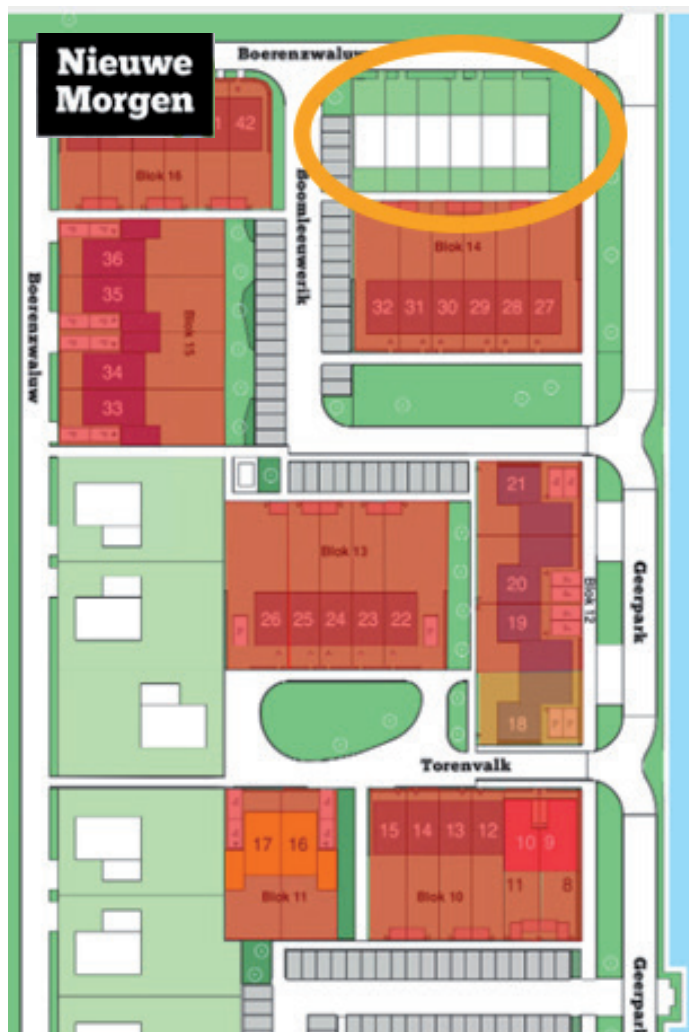 Nieuwe
Morgen
Boerenzwaluw
42
Blok 16
Boomleeuwerik
Boerenzwaluw
36
35
34
33
Blok 15
Blok 14
32 31 30 29 28 27
Blok 13
26 25 24 23 22
21
20
19
18
Blok 12
Geerpark
Torenvalk
17 16
Blok 11
15 14 13 12 10 9
11 8
Blok 10
Geerpark